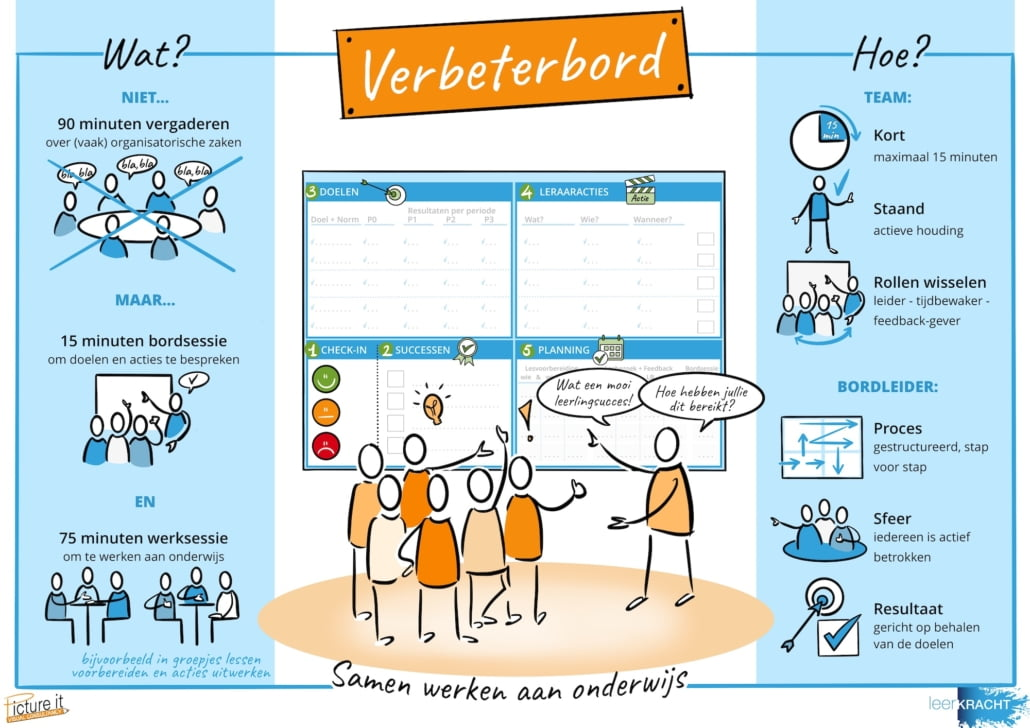 Verbeterbord
Wat?
NIET...
90 minuten vergaderen
over (vaak) organisatorische zaken
bla, bla
bla, bla
bla, bla
MAAR...
15 minuten bordsessie
om doelen en acties te bespreken
EN
75 minuten werksessie
om te werken aan onderwijs
bijvoorbeeld in groepjes lessen
voorbereiden en acties uitwerken
3 DOELEN
Resultaten per periode
Doel + Norm P0 P1 P2 P3
4 LERAARACTIES
Actie
Wat? Wie? Wanneer?
1 CHECK-IN
2 SUCCESSEN
5 PLANNING
Lesvoorbereiding
+ Feedback
Bordsessie
wie &
Wat een mooi
leerlingsucces!
Hoe hebben jullie
dit bereikt?
Samen werken aan onderwijs
Hoe?
TEAM:
15
min
Kort
maximaal 15 minuten
Staand
actieve houding
Rollen wisselen
leider - tijdbewaker -
feedback-gever
BORDLEIDER:
Proces
gestructureerd, stap
voor stap
Sfeer
iedereen is actief
betrokken
Resultaat
gericht op behalen
van de doelen
Picture it
VISUAL CONSULTANCY
leerKRACHT